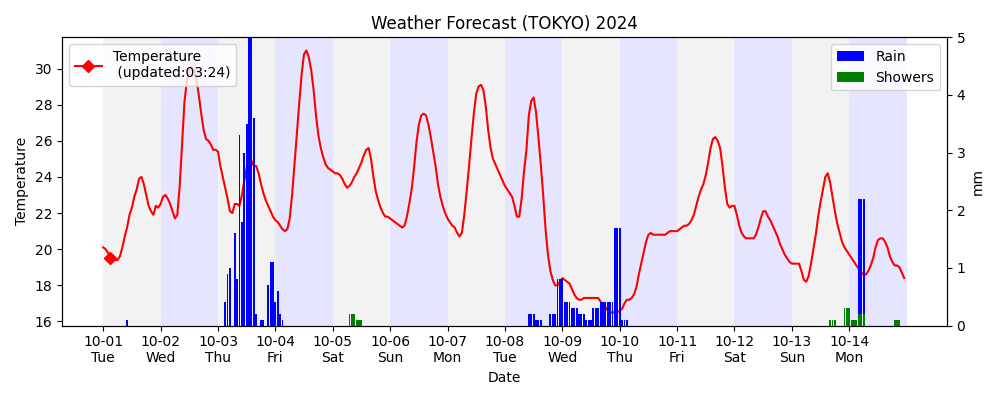 Weather Forecast (TOKYO) 2024
Temperature
(updated:03:24)
Rain
Showers
Temperature
30
28
26
24
22
20
18
16
5
4
3
2
1
0
mm
10-01 10-02 10-03 10-04 10-05 10-06 10-07 10-08 10-09 10-10 10-11 10-12 10-13 10-14
Tue Wed Thu Fri Sat Sun Mon Tue Wed Thu Fri Sat Sun Mon
Date